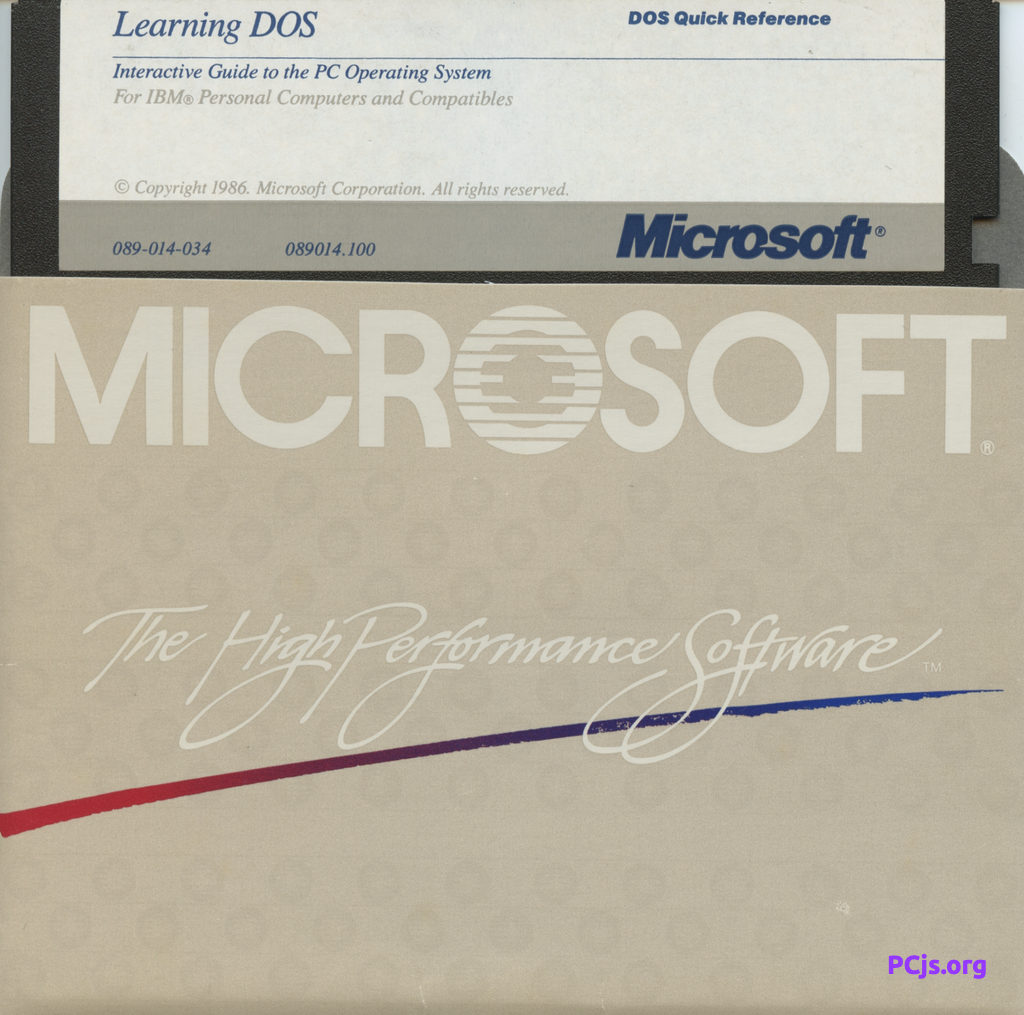 Learning DOS
DOS Quick Reference
Interactive Guide to the PC Operating System
For IBM® Personal Computers and Compatibles
© Copyright 1986. Microsoft Corporation. All rights reserved.
089-014-034 089014.100
Microsoft®
MICROSOFT®
The High Performance Software™
PCjs.org